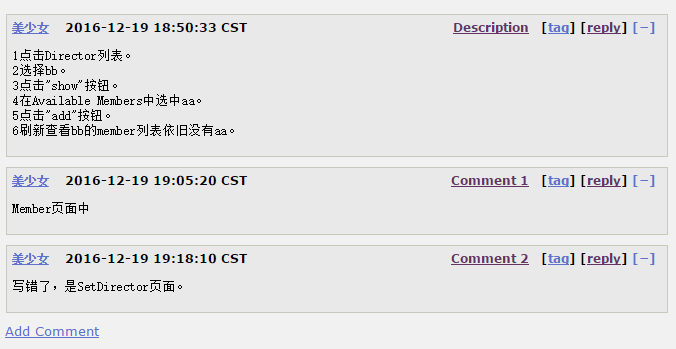 美少女 2016-12-19 18:50:33 CST Description [tag] [reply] [−]
1点击Director列表。
2选择bb。
3点击"show"按钮。
4在Available Members中选中aa。
5点击"add"按钮。
6刷新查看bb的member列表依旧没有aa。
美少女 2016-12-19 19:05:20 CST Comment 1 [tag] [reply] [−]
Member页面中
美少女 2016-12-19 19:18:10 CST Comment 2 [tag] [reply] [−]
写错了，是SetDirector页面。
Add Comment